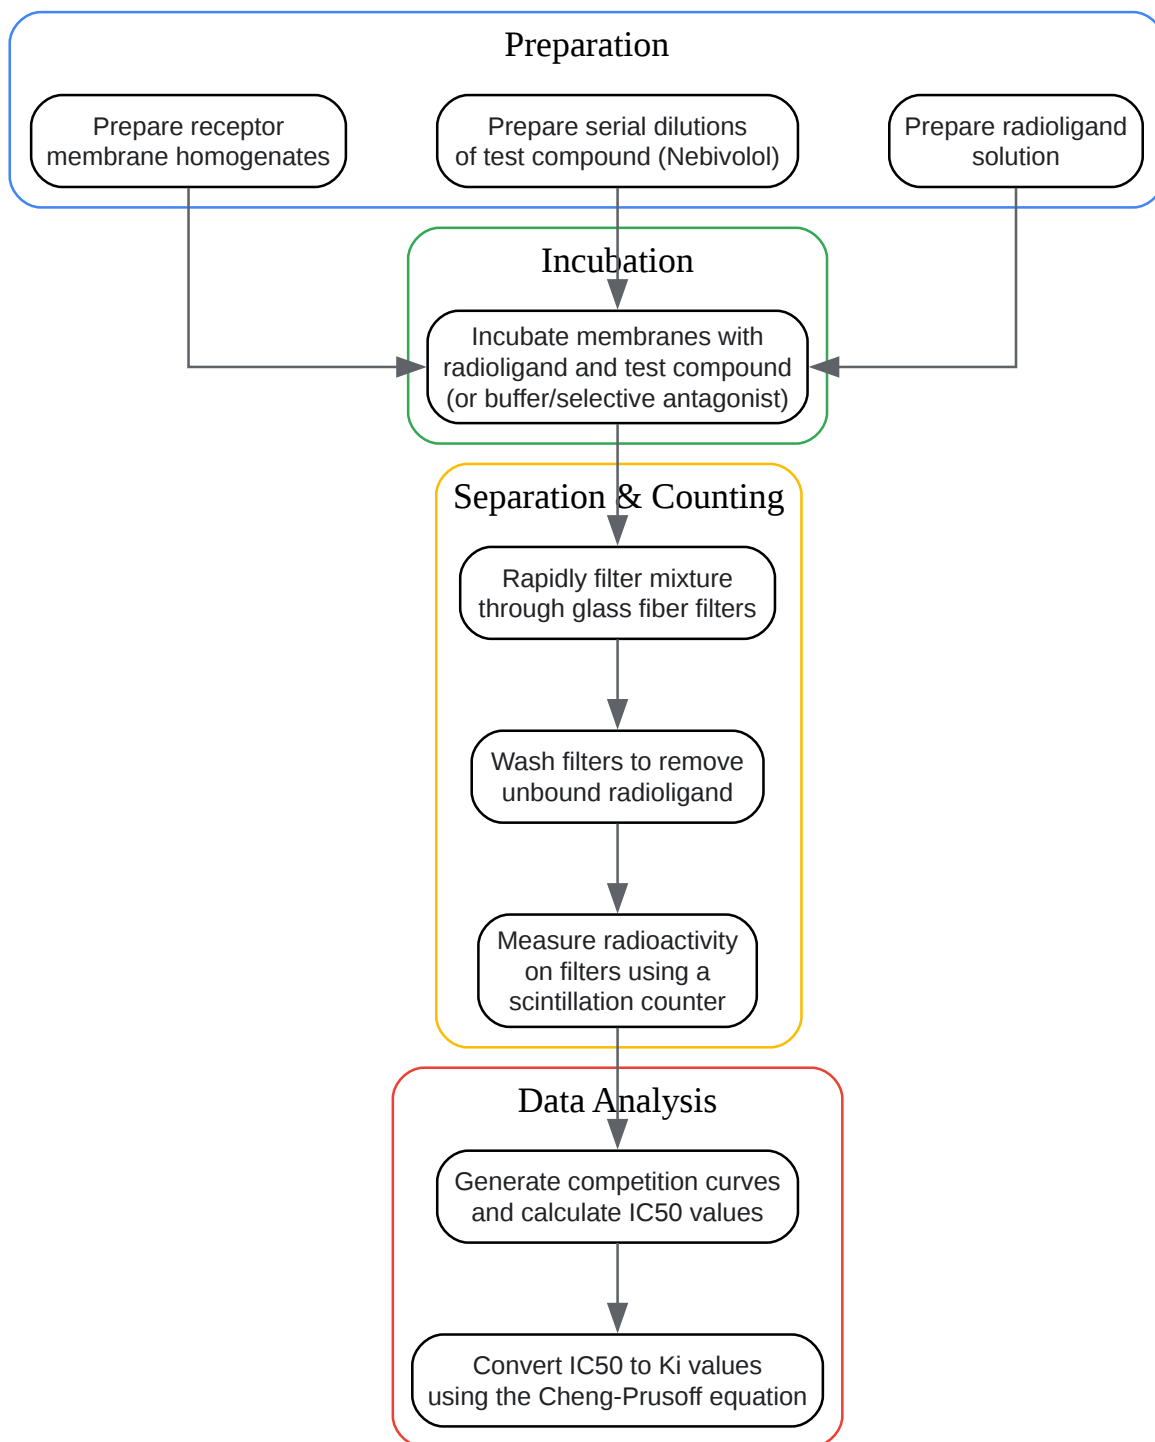 Preparation
Prepare receptor
membrane homogenates
Prepare serial dilutions
of test compound (Nebivolol)
Prepare radioligand
solution
Incubation
Incubate membranes with
radioligand and test compound
(or buffer/selective antagonist)
Separation & Counting
Rapidly filter mixture
through glass fiber filters
Wash filters to remove
unbound radioligand
Measure radioactivity
on filters using a
scintillation counter
Data Analysis
Generate competition curves
and calculate IC50 values
Convert IC50 to Ki values
using the Cheng-Prusoff equation